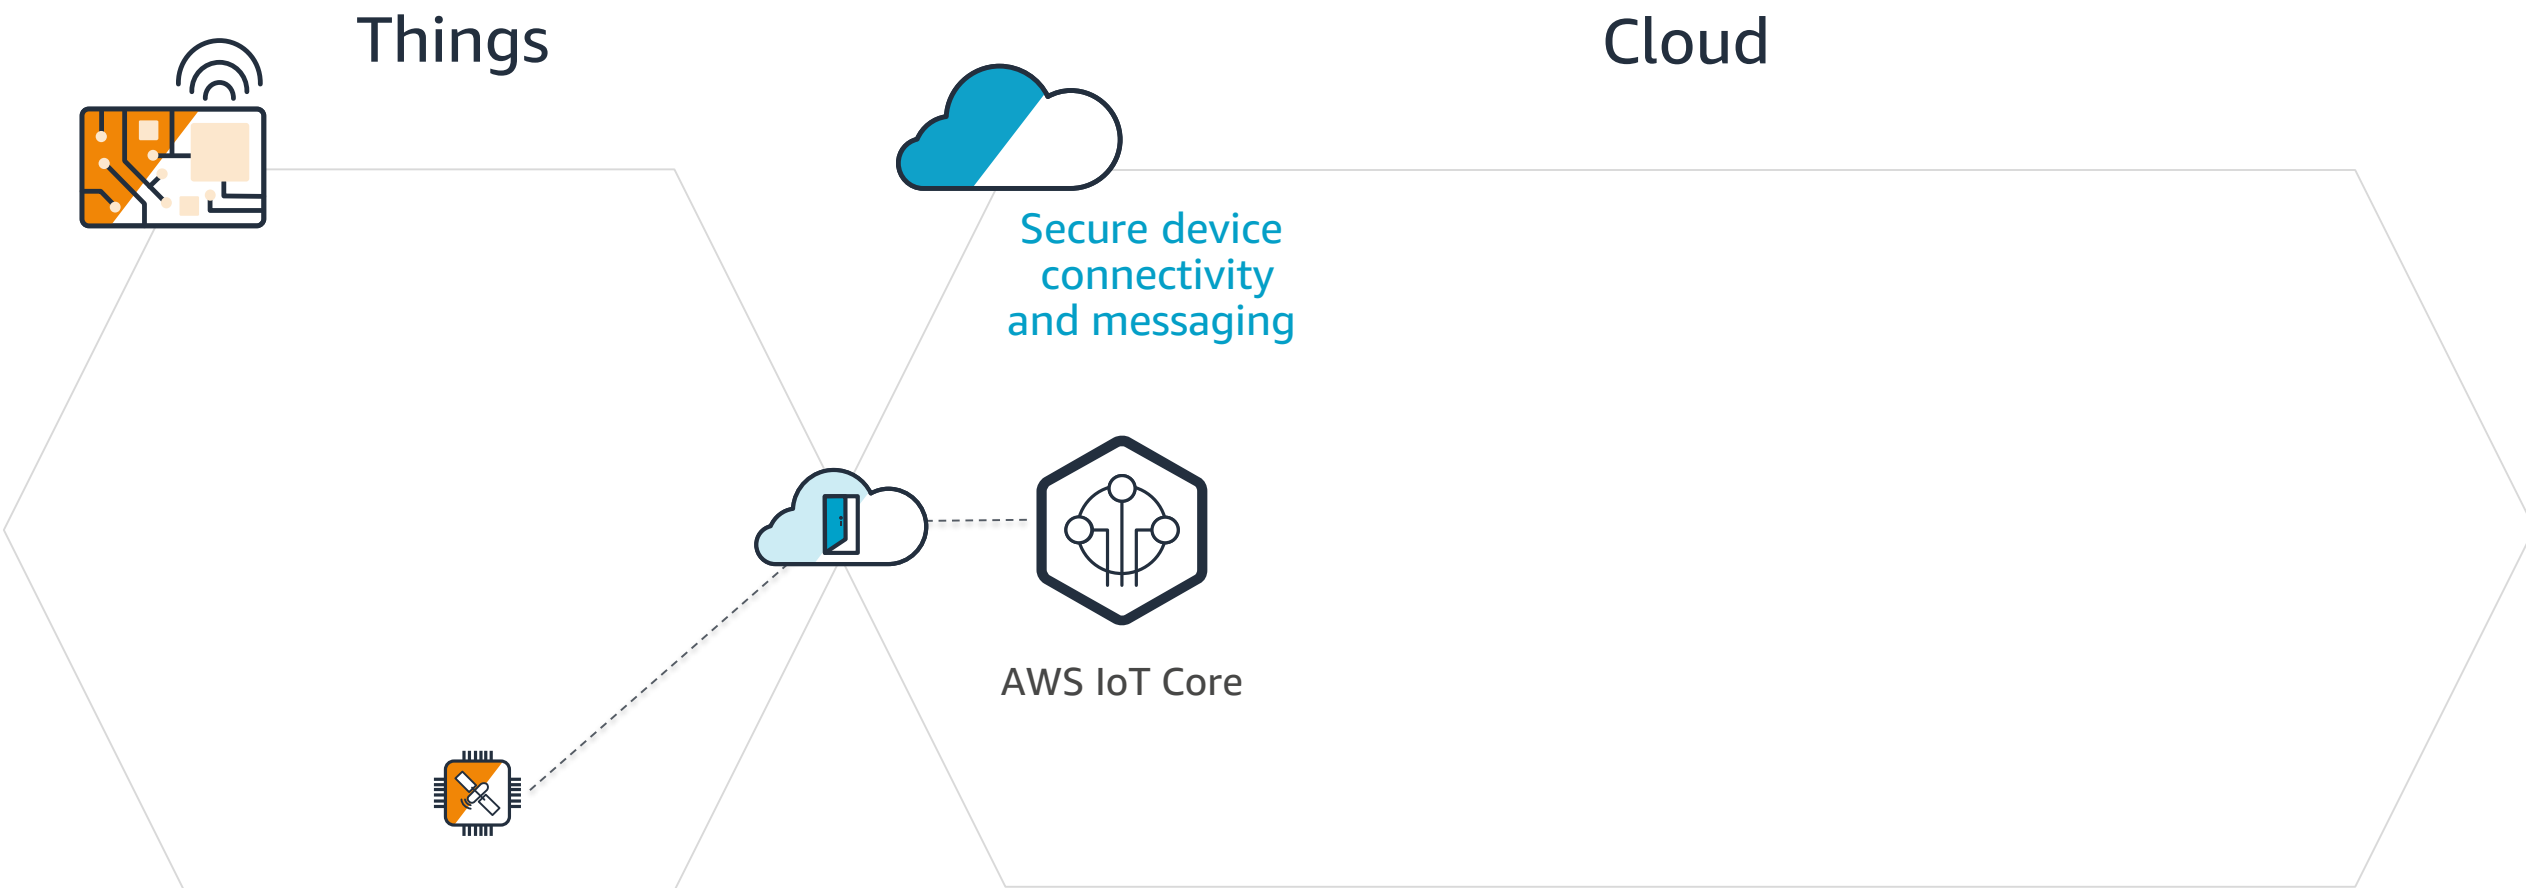 Things
Cloud
Secure device
connectivity
and messaging
AWS IoT Core